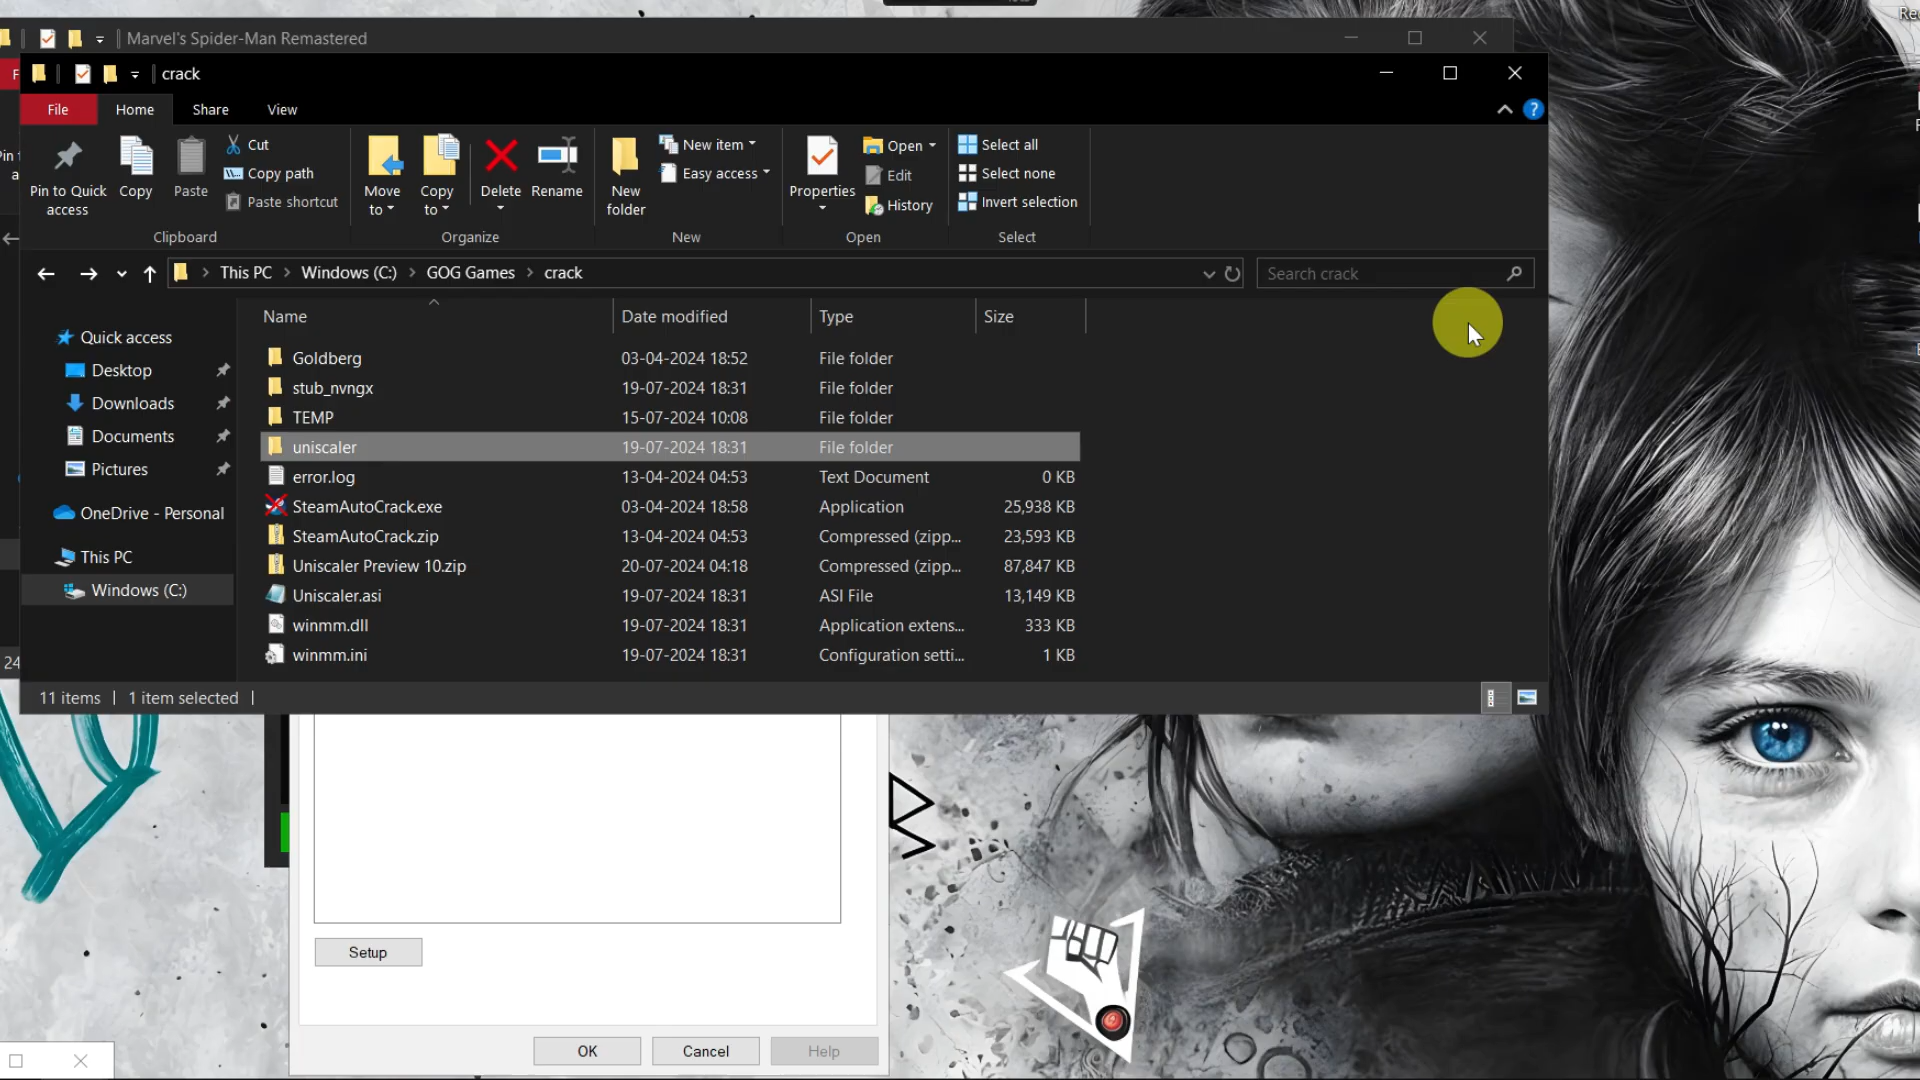 Marvel's Spider-Man Remastered
crack
File Home Share View
Pin to Quick access
Copy
Paste
Cut
Copy path
Paste shortcut
Clipboard
Move to
Copy to
Delete
Rename
Organize
New folder
New item
Easy access
New
Properties
Open
Edit
History
Open
Select all
Select none
Invert selection
Select
This PC > Windows (C:) > GOG Games > crack
Search crack
Quick access
Desktop
Downloads
Documents
Pictures
OneDrive - Personal
This PC
Windows (C:)
Name Date modified Type Size
Goldberg 03-04-2024 18:52 File folder
stub_nvngx 19-07-2024 18:31 File folder
TEMP 15-07-2024 10:08 File folder
uniscaler 19-07-2024 18:31 File folder
error.log 13-04-2024 04:53 Text Document 0 KB
SteamAutoCrack.exe 03-04-2024 18:58 Application 25,938 KB
SteamAutoCrack.zip 13-04-2024 04:53 Compressed (zipp... 23,593 KB
Uniscaler Preview 10.zip 20-07-2024 04:18 Compressed (zipp... 87,847 KB
Uniscaler.asi 19-07-2024 18:31 ASI File 13,149 KB
winmm.dll 19-07-2024 18:31 Application extens... 333 KB
winmm.ini 19-07-2024 18:31 Configuration setti... 1 KB
24
11 items | 1 item selected |
Setup
OK Cancel Help